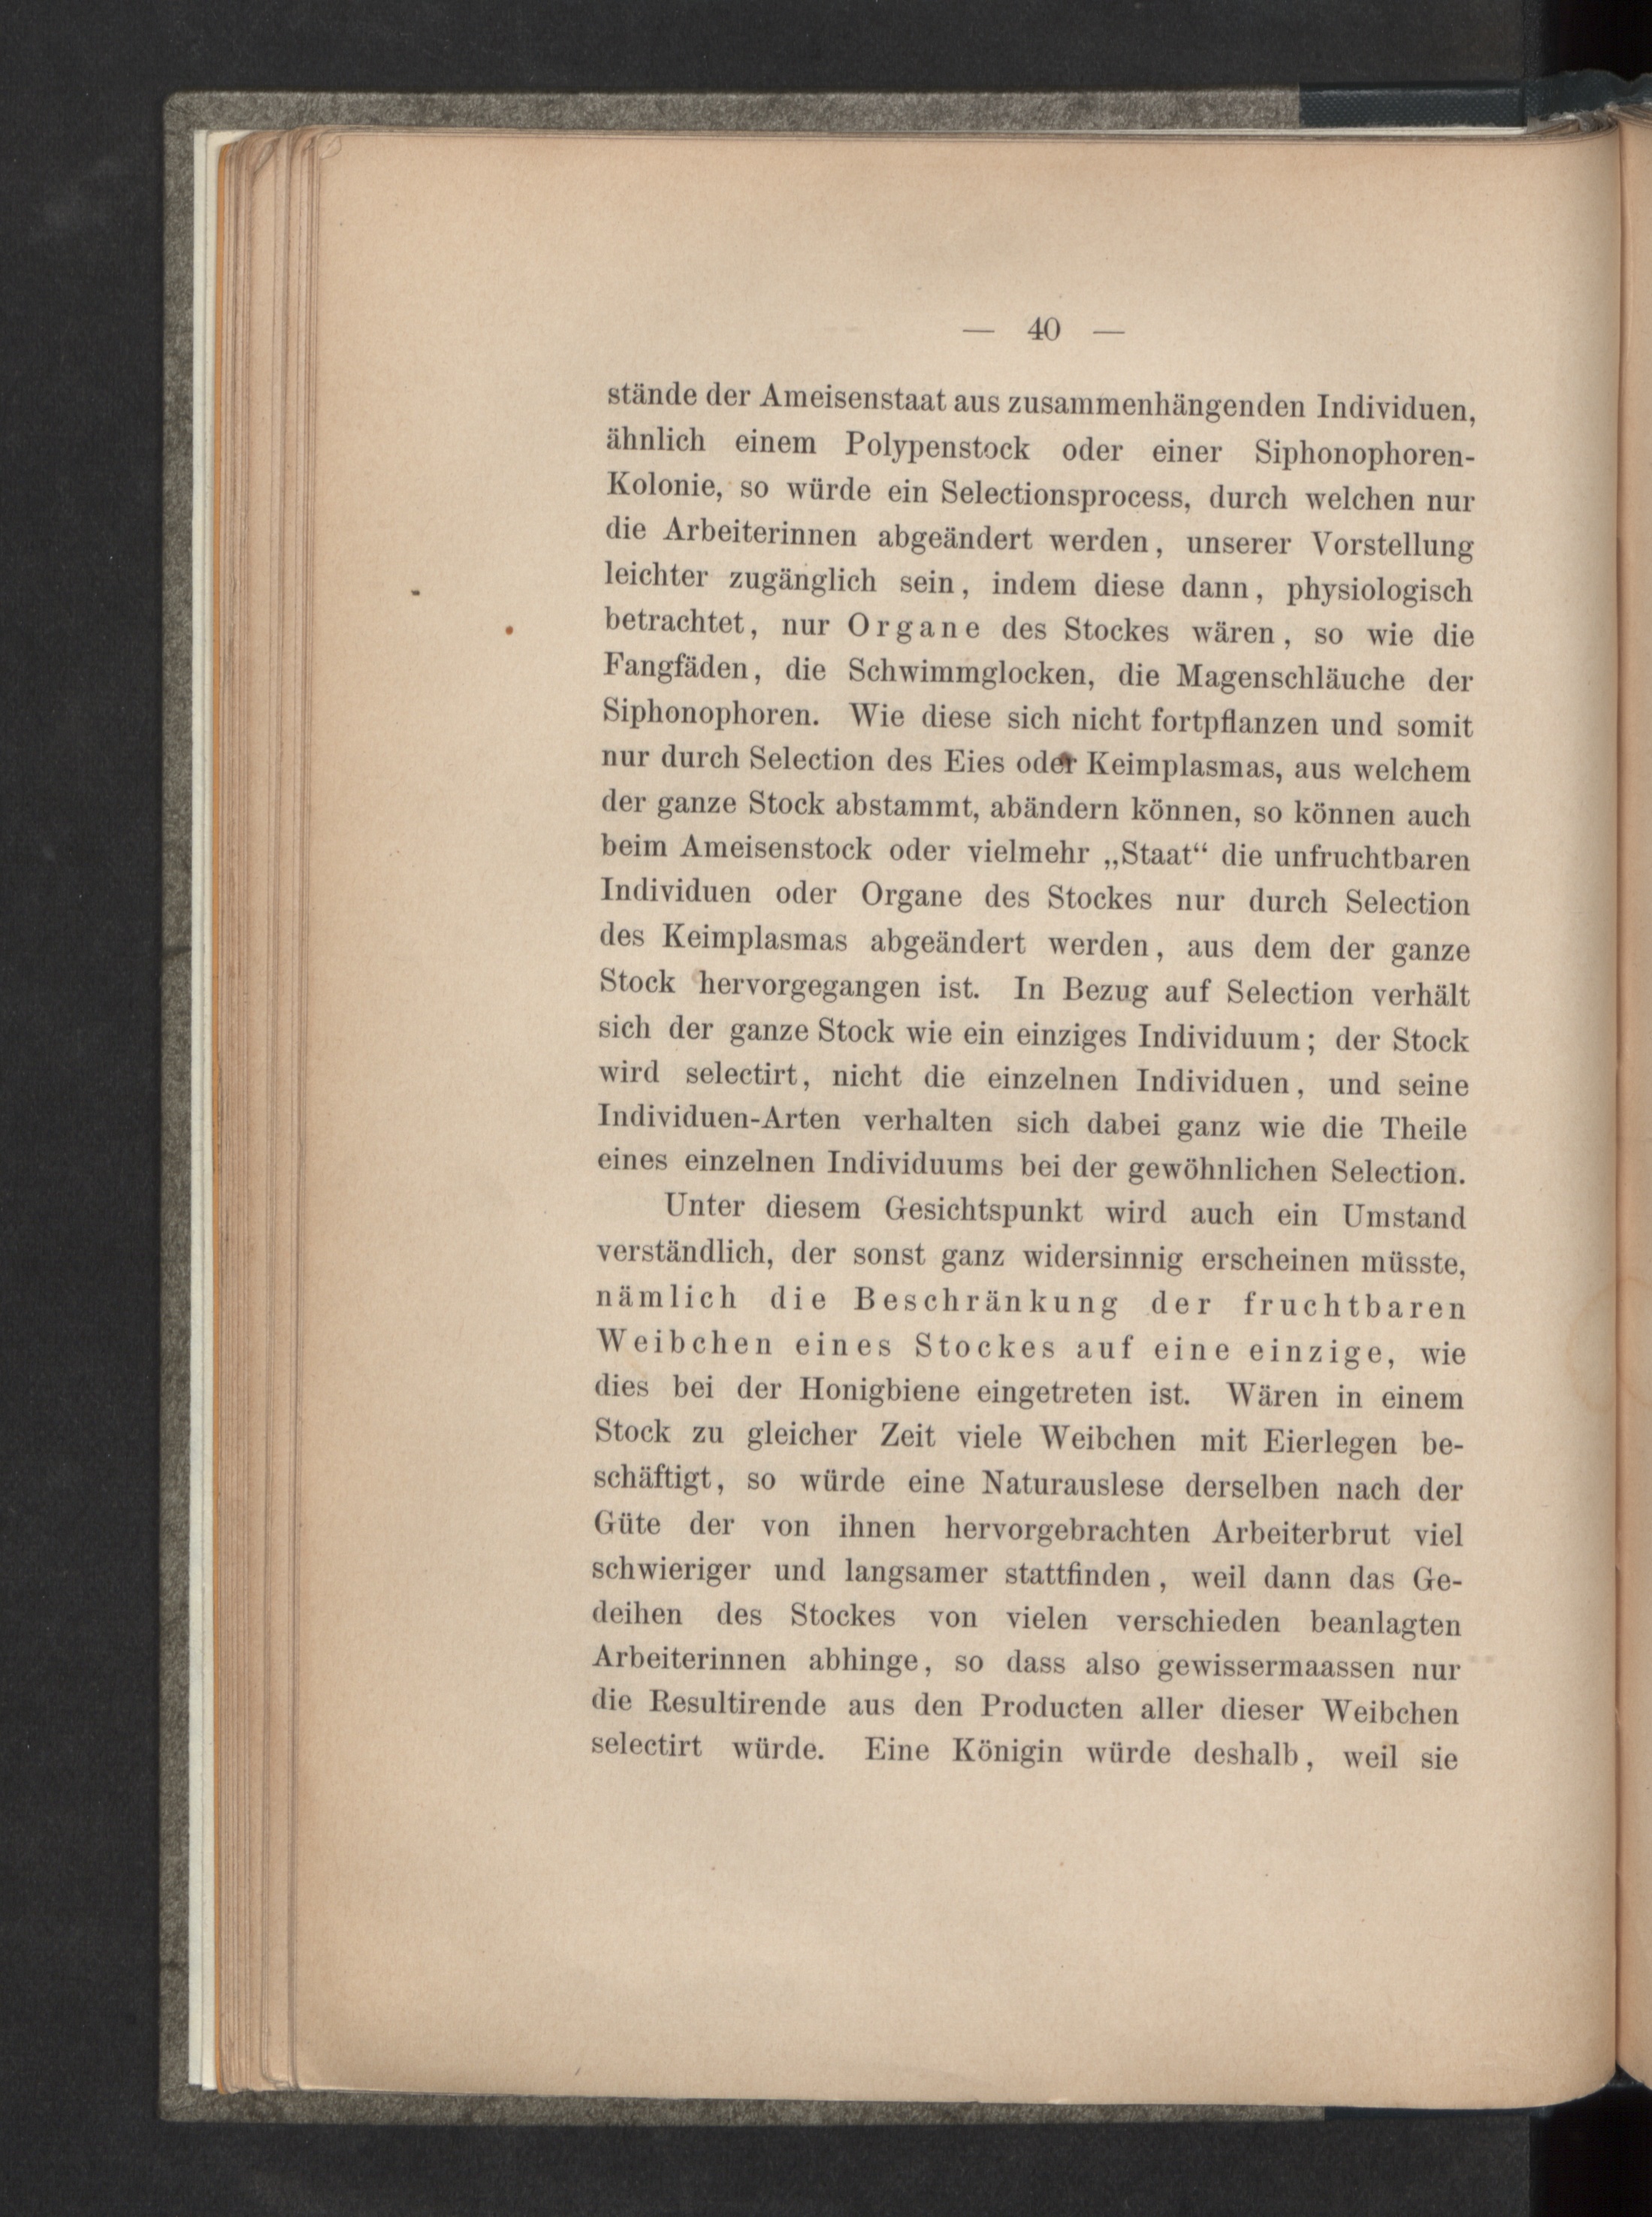 — 40 —
stände der Ameisenstaat aus zusammenhängenden Individuen,
ähnlich einem Polypenstock oder einer Siphonophoren-
Kolonie, so würde ein Selectionsprocess, durch welchen nur
die Arbeiterinnen abgeändert werden, unserer Vorstellung
leichter zugänglich sein, indem diese dann, physiologisch
betrachtet, nur Organe des Stockes wären, so wie die
Fangfäden, die Schwimmglocken, die Magenschläuche der
Siphonophoren. Wie diese sich nicht fortpflanzen und somit
nur durch Selection des Eies oder Keimplasmas, aus welchem
der ganze Stock abstammt, abändern können, so können auch
beim Ameisenstock oder vielmehr „Staat“ die unfruchtbaren
Individuen oder Organe des Stockes nur durch Selection
des Keimplasmas abgeändert werden, aus dem der ganze
Stock hervorgegangen ist. In Bezug auf Selection verhält
sich der ganze Stock wie ein einziges Individuum; der Stock
wird selectirt, nicht die einzelnen Individuen, und seine
Individuen-Arten verhalten sich dabei ganz wie die Theile
eines einzelnen Individuums bei der gewöhnlichen Selection.
Unter diesem Gesichtspunkt wird auch ein Umstand
verständlich, der sonst ganz widersinnig erscheinen müsste,
nämlich die Beschränkung der fruchtbaren
Weibchen eines Stockes auf eine einzige, wie
dies bei der Honigbiene eingetreten ist. Wären in einem
Stock zu gleicher Zeit viele Weibchen mit Eierlegen be-
schäftigt, so würde eine Naturauslese derselben nach der
Güte der von ihnen hervorgebrachten Arbeiterbrut viel
schwieriger und langsamer stattfinden, weil dann das Ge-
deihen des Stockes von vielen verschieden beanlagten
Arbeiterinnen abhinge, so dass also gewissermaassen nur
die Resultirende aus den Producten aller dieser Weibchen
selectirt würde. Eine Königin würde deshalb, weil sie